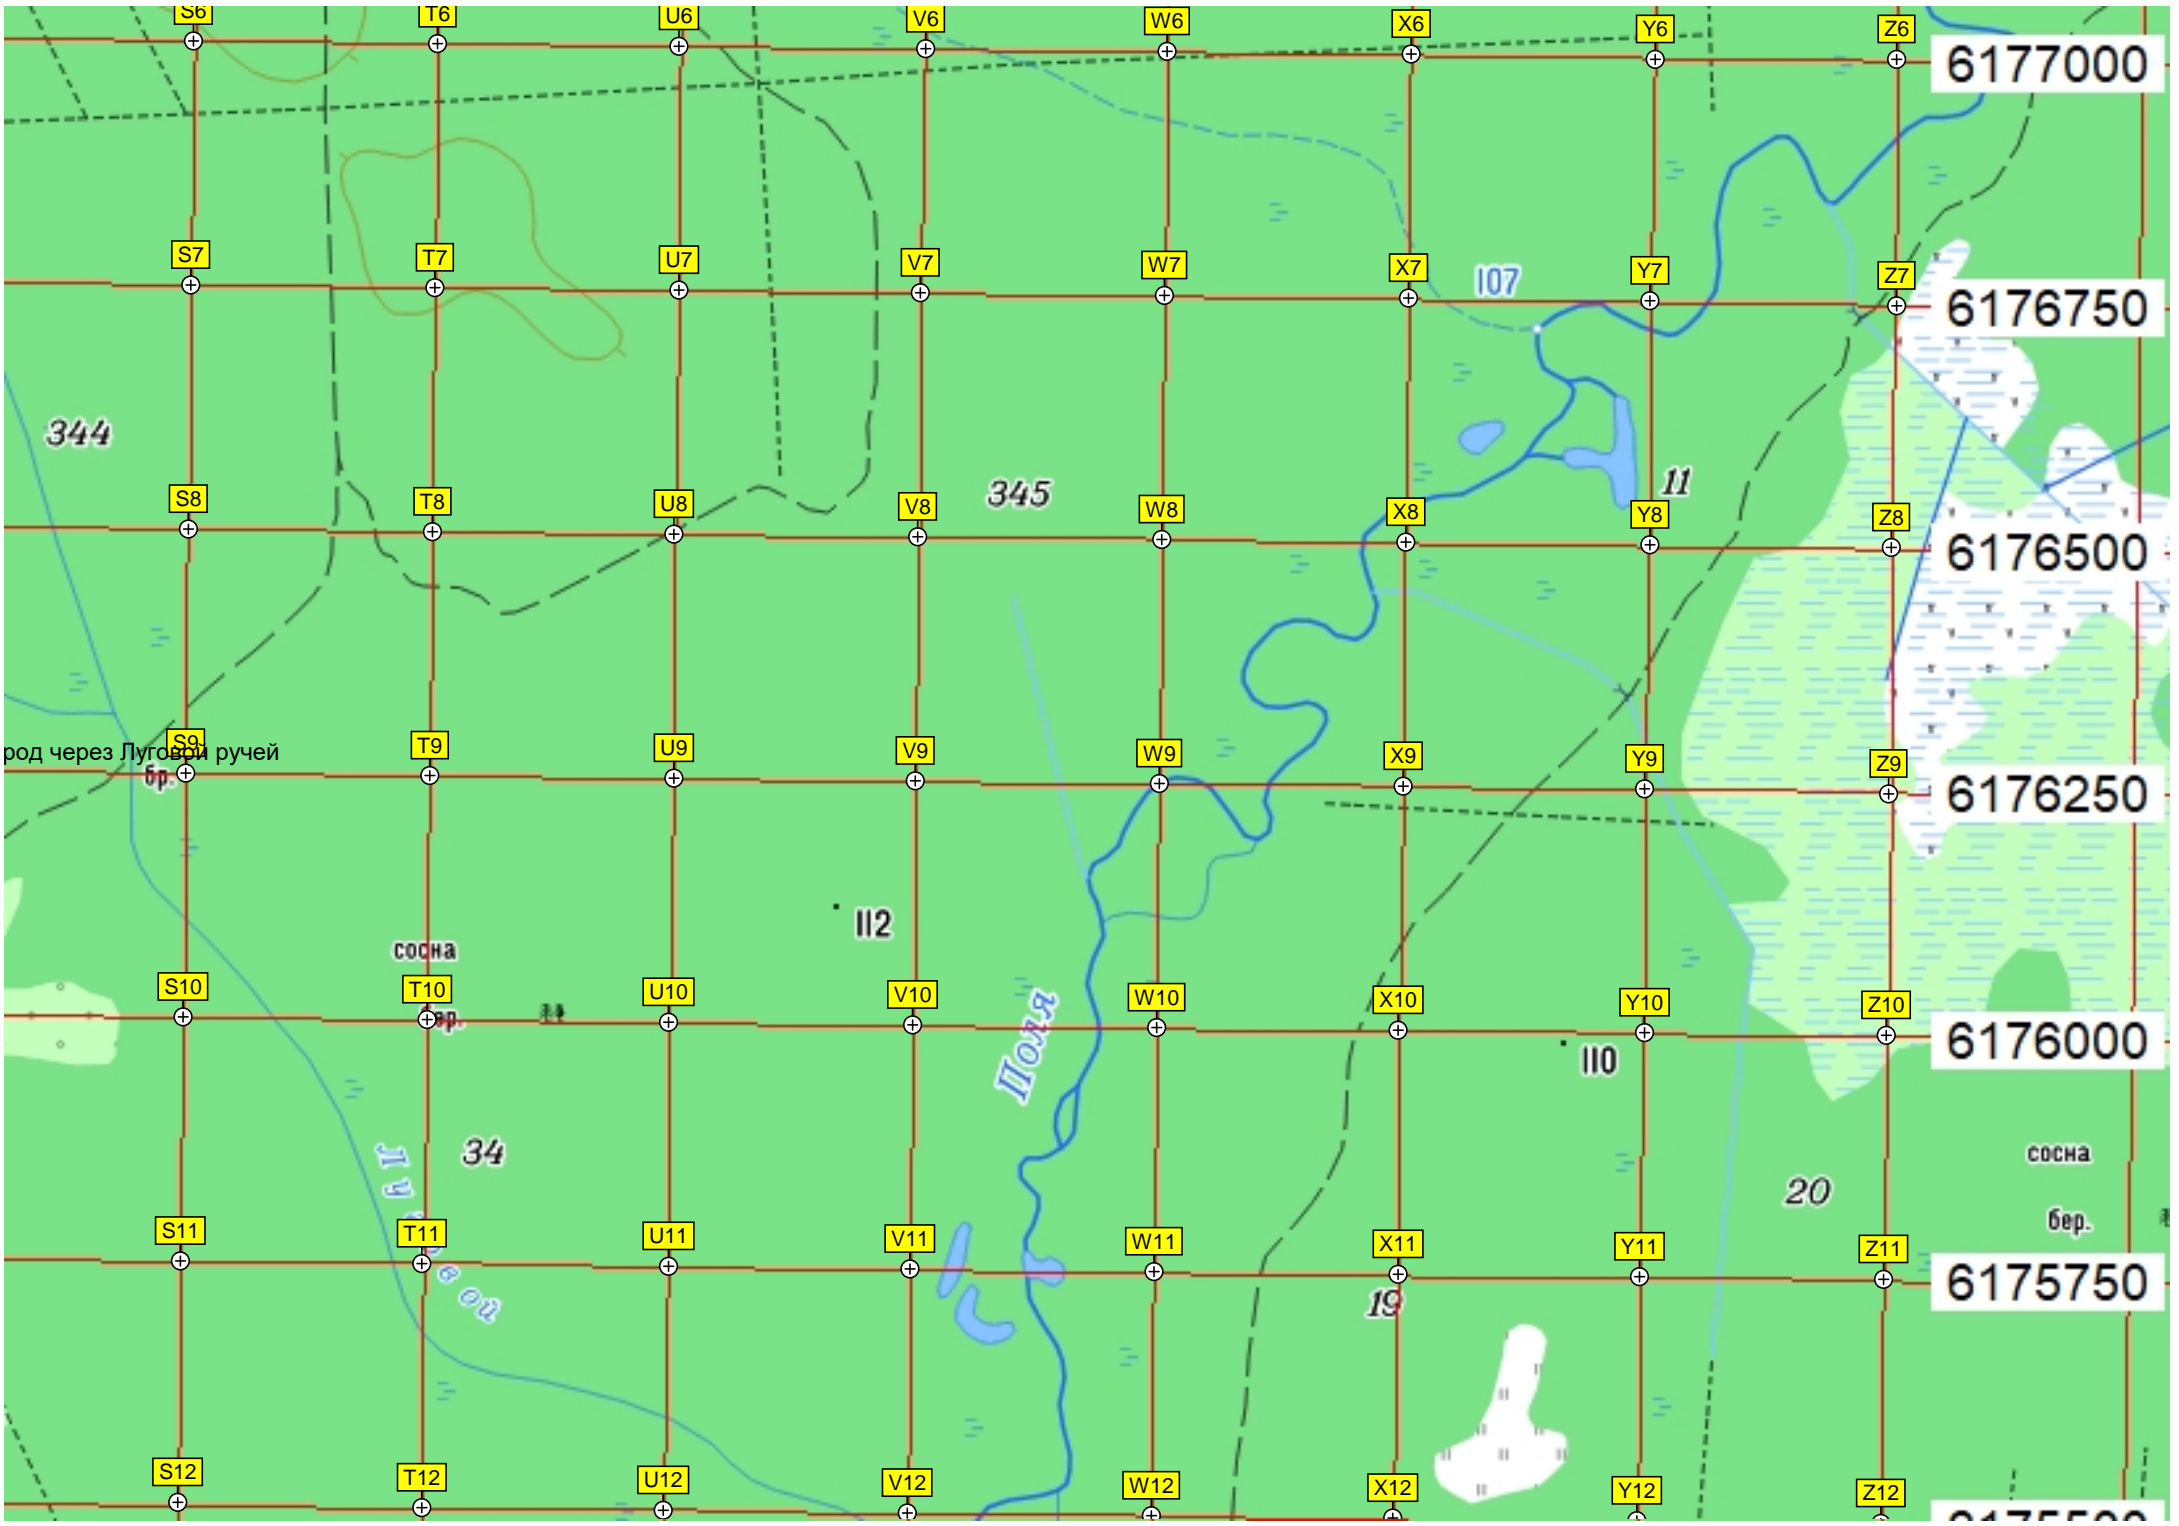 S6 T6 U6 V6 W6 X6 Y6 Z6
6177000
S7 T7 U7 V7 W7 X7 107 Y7 Z7
6176750
344
345
11
S8 T8 U8 V8 W8 X8 Y8 Z8
6176500
S9 T9 U9 V9 W9 X9 Y9 Z9
род через Луговой ручей
бр.
6176250
112
сосна
S10 T10 U10 V10 W10 X10 Y10 Z10
бер.
6176000
110
Поля
34
Луговой
сосна
20
бер.
S11 T11 U11 V11 W11 X11 Y11 Z11
6175750
19
S12 T12 U12 V12 W12 X12 Y12 Z12
6175500